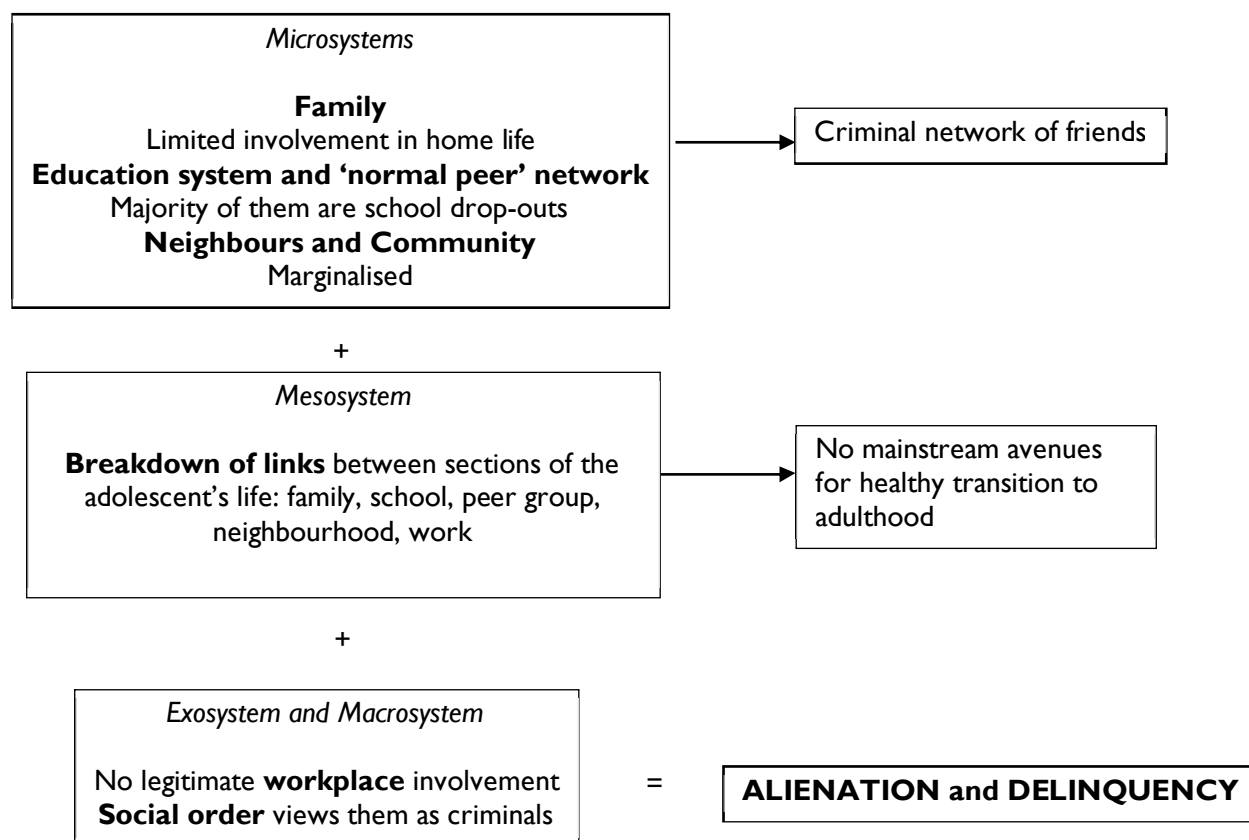 Microsystems
Family
Limited involvement in home life
Education system and ‘normal peer’ network
Majority of them are school drop-outs
Neighbours and Community
Marginalised
Criminal network of friends
+
Mesosystem
Breakdown of links between sections of the
adolescent’s life: family, school, peer group,
neighbourhood, work
No mainstream avenues
for healthy transition to
adulthood
+
Exosystem and Macrosystem
No legitimate workplace involvement
Social order views them as criminals
=
ALIENATION and DELINQUENCY